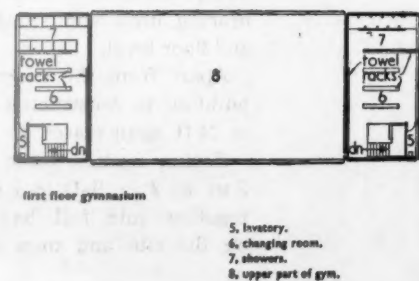 7
towel
racks
6
5
dn
8
7
towel
racks
6
dn
5
first floor gymnasium
5, lavatory.
6, changing room.
7, showers.
8, upper part of gym.